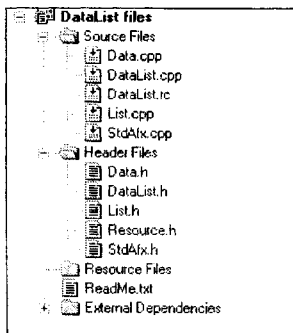 DataList files
Source Files
Data.cpp
DataList.cpp
DataList.rc
List.cpp
StdAfx.cpp
Header Files
Data.h
DataList.h
List.h
Resource.h
StdAfx.h
Resource Files
ReadMe.txt
External Dependencies